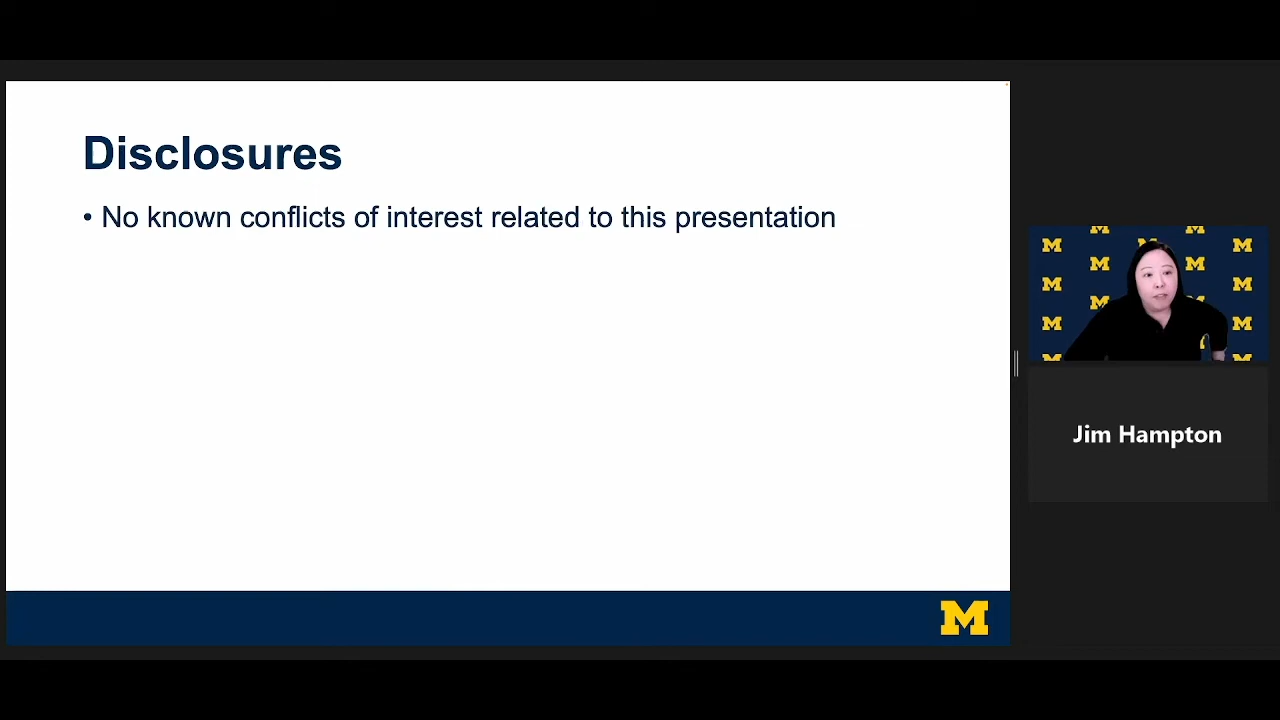 Disclosures
• No known conflicts of interest related to this presentation
M
Jim Hampton